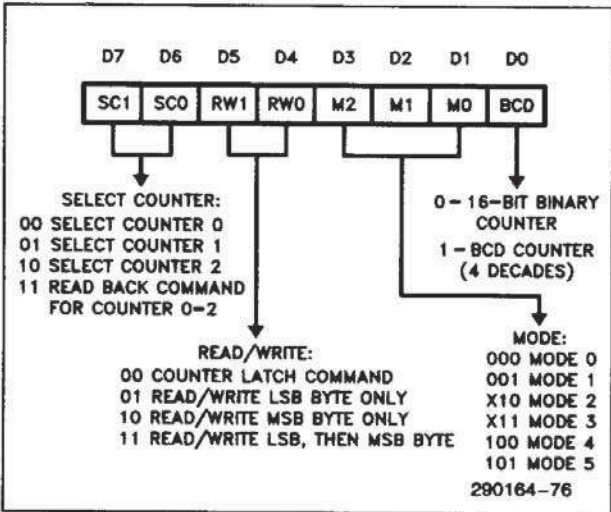 D7 D6 D5 D4 D3 D2 D1 D0
SC1 SC0 RW1 RW0 M2 M1 M0 BCD
SELECT COUNTER:
00 SELECT COUNTER 0
01 SELECT COUNTER 1
10 SELECT COUNTER 2
11 READ BACK COMMAND
FOR COUNTER 0-2
0-16-BIT BINARY
COUNTER
1-BCD COUNTER
(4 DECADES)
READ/WRITE:
00 COUNTER LATCH COMMAND
01 READ/WRITE LSB BYTE ONLY
10 READ/WRITE MSB BYTE ONLY
11 READ/WRITE LSB, THEN MSB BYTE
MODE:
000 MODE 0
001 MODE 1
X10 MODE 2
X11 MODE 3
100 MODE 4
101 MODE 5
290164-76